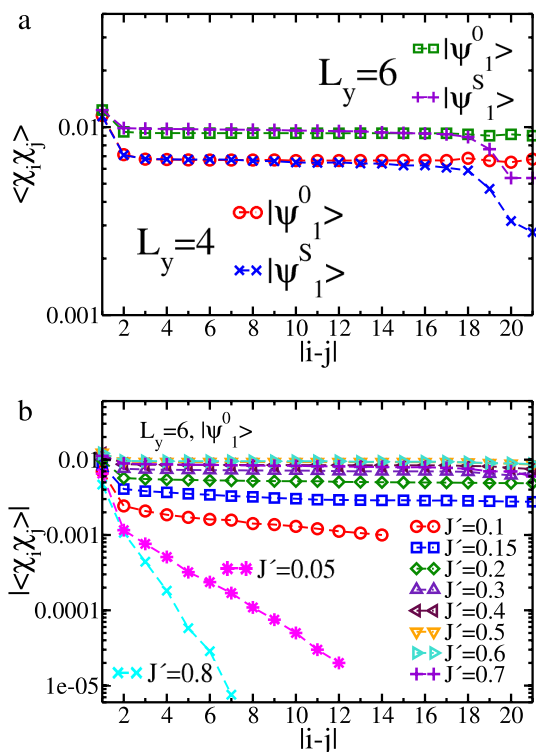 a
0.01
0.001
<χ_iχ_j>
L_y=6
|ψ^0_1>
|ψ^S_1>
L_y=4
|ψ^0_1>
|ψ^S_1>
2 4 6 8 10 12 14 16 18 20
|i-j|
b
L_y=6, |ψ^0_1>
0.01
0.001
0.0001
1e-05
|<χ_iχ_j>|
J´=0.05
J´=0.8
J´=0.1
J´=0.15
J´=0.2
J´=0.3
J´=0.4
J´=0.5
J´=0.6
J´=0.7
2 4 6 8 10 12 14 16 18 20
|i-j|